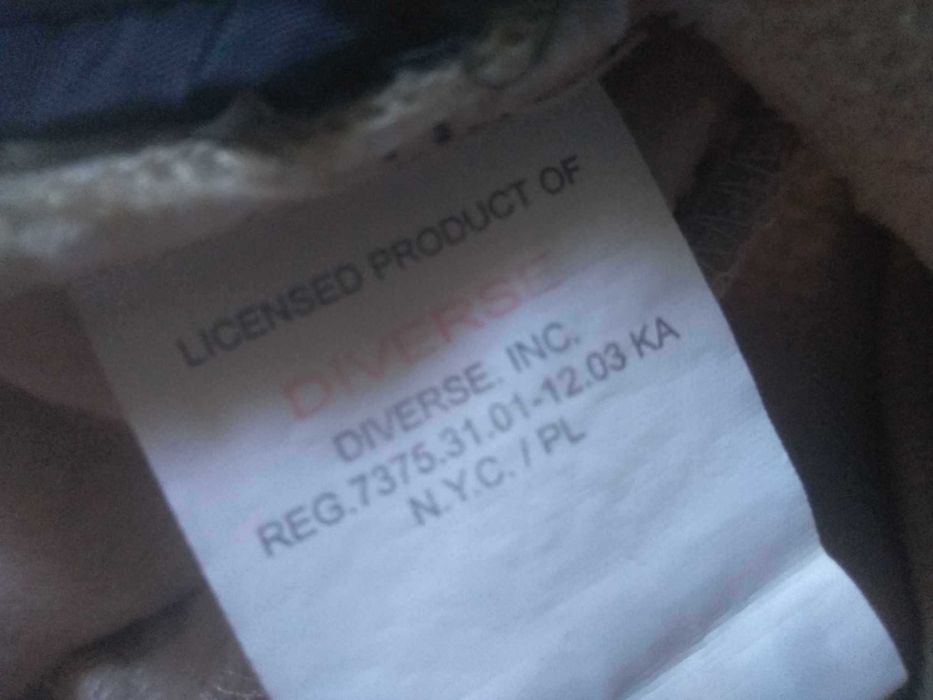 LICENSED PRODUCT OF
DIVERSE
DIVERSE. INC.
REG.7375.31.01-12.03 KA
N.Y.C. / PL